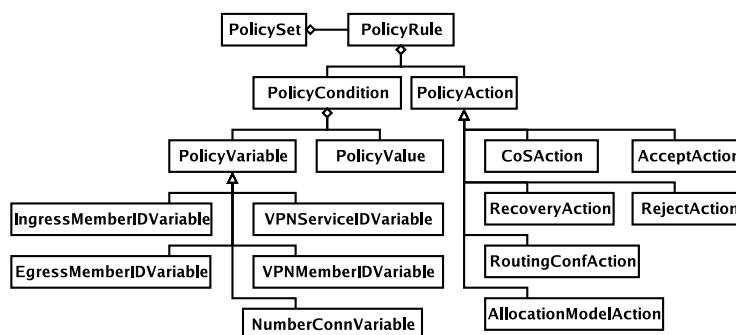 PolicySet
PolicyRule
PolicyCondition
PolicyAction
PolicyVariable
PolicyValue
CoSAction
AcceptAction
IngressMemberIDVariable
VPNServiceIDVariable
RecoveryAction
RejectAction
EgressMemberIDVariable
VPNMemberIDVariable
RoutingConfAction
NumberConnVariable
AllocationModelAction